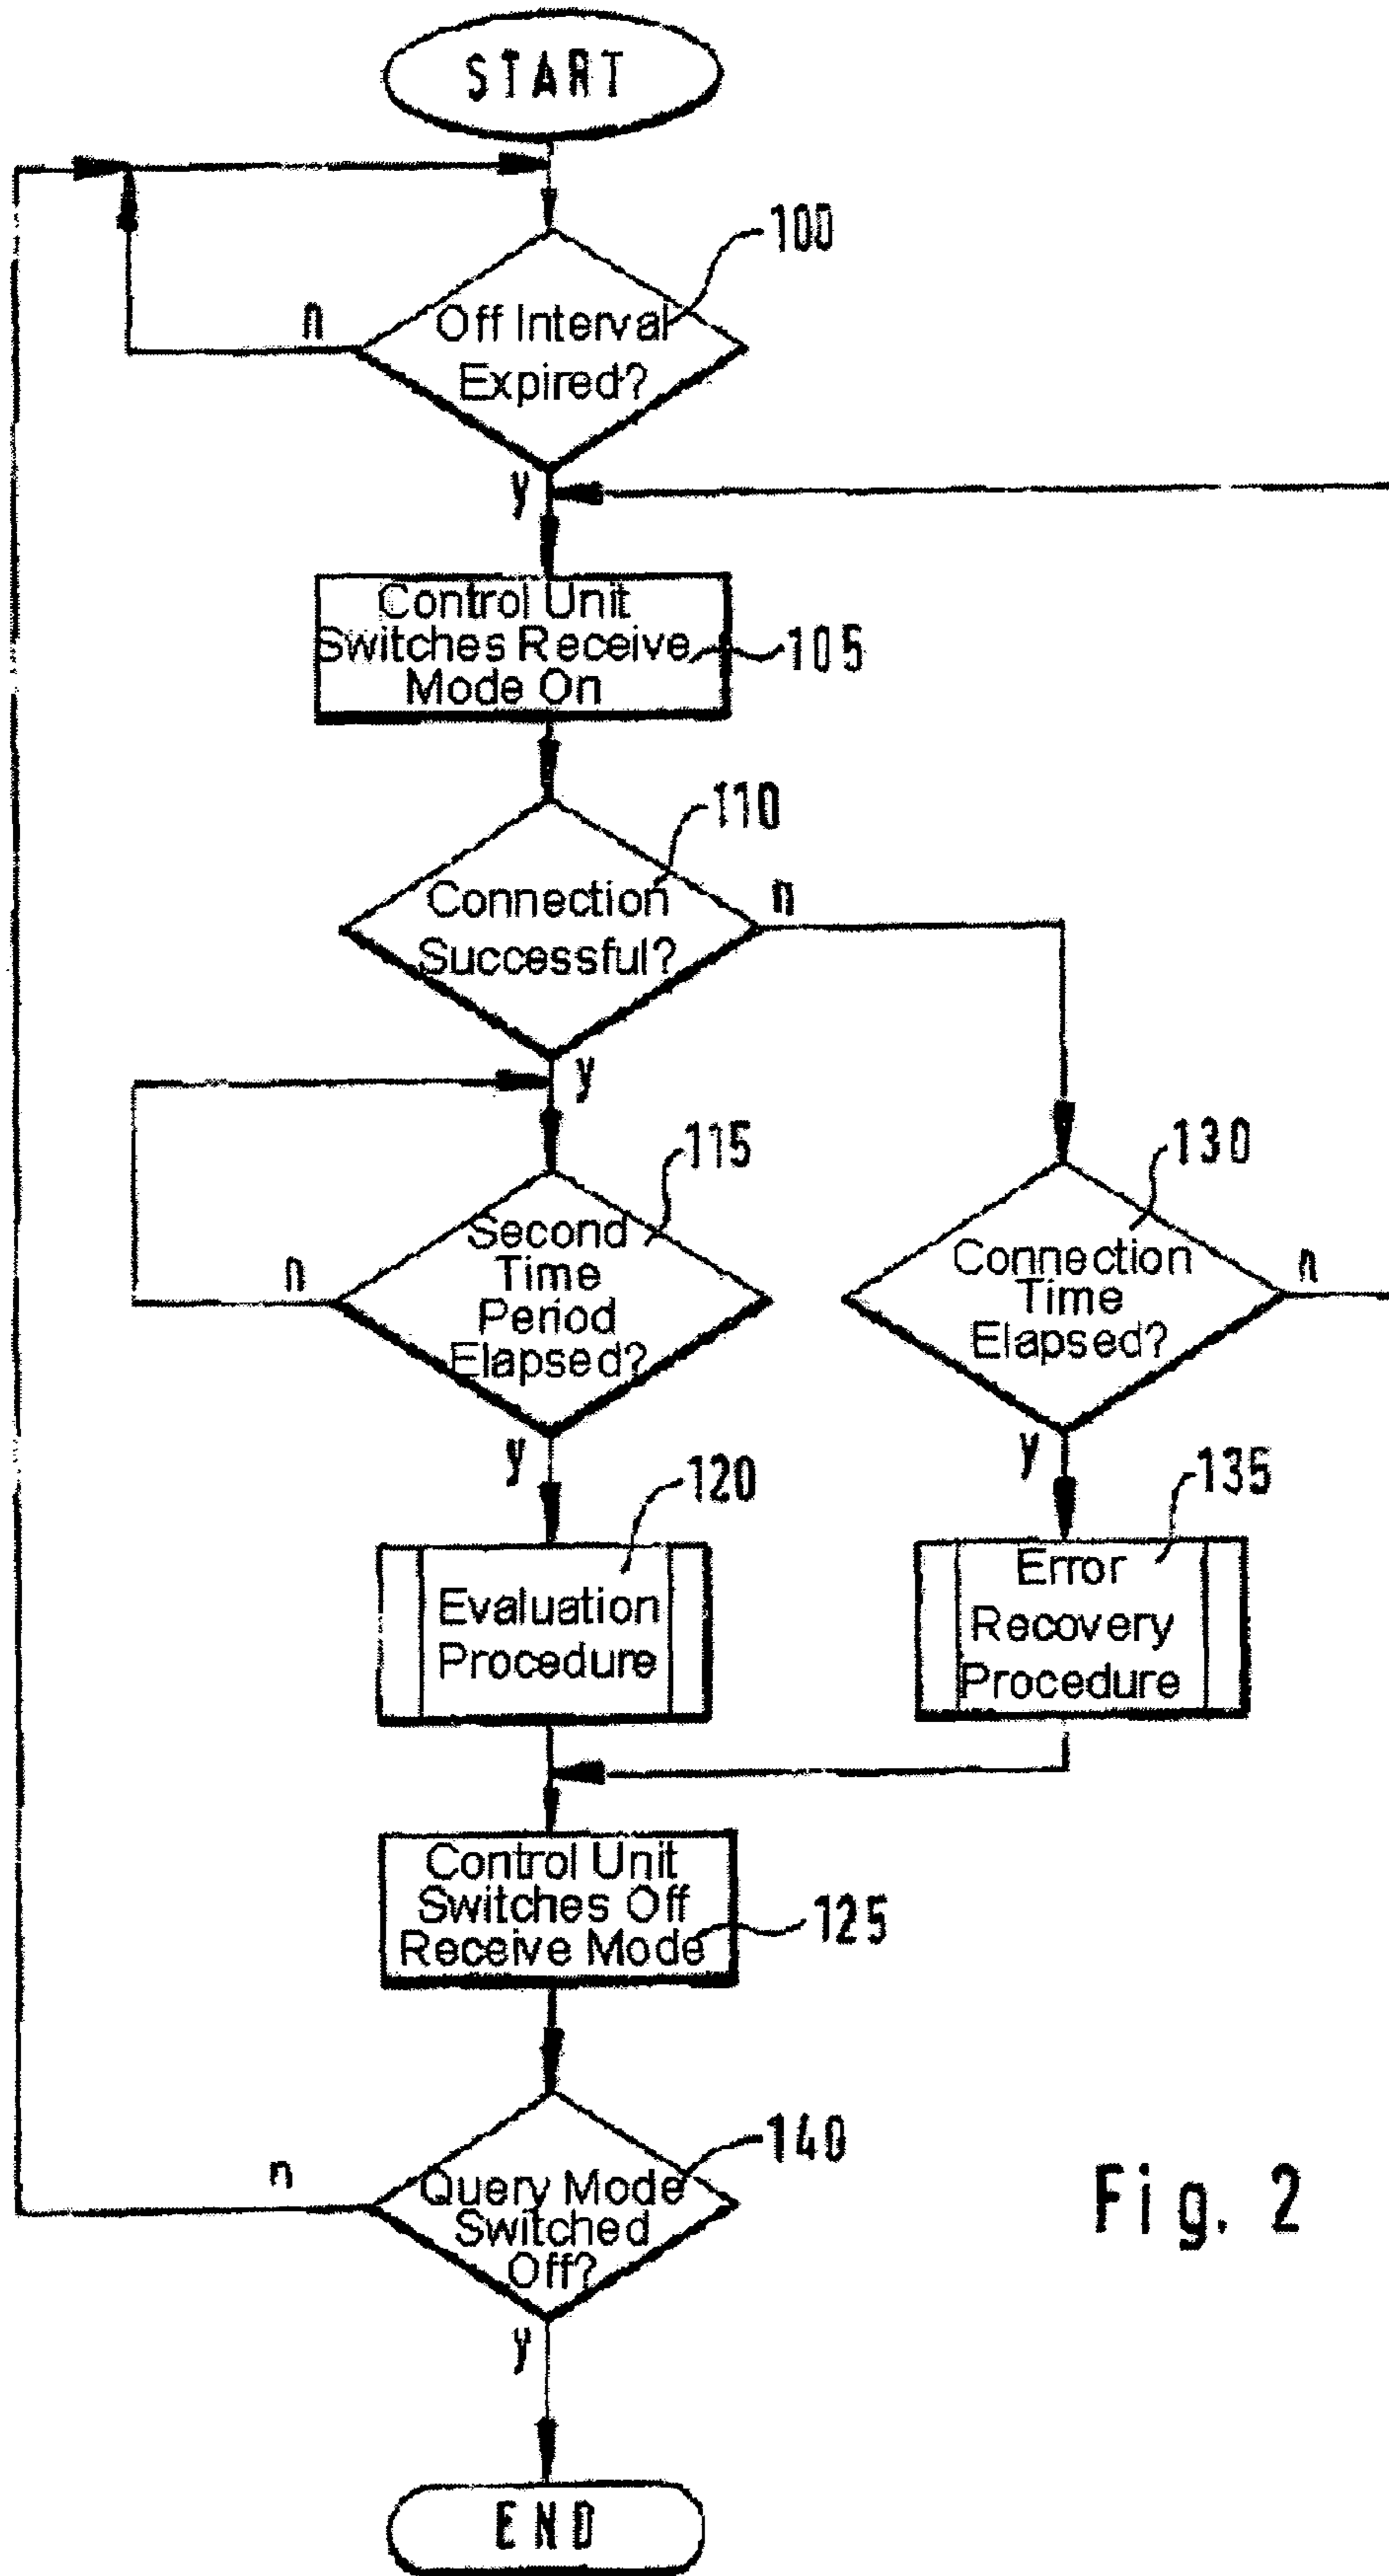 START
100
n
Off Interval
Expired?
y
Control Unit
Switches Receive
Mode On
105
110
Connection
Successful?
n
y
115
Second
Time
Period
Elapsed?
n
y
130
Connection
Time
Elapsed?
n
y
120
Evaluation
Procedure
135
Error
Recovery
Procedure
Control Unit
Switches Off
Receive Mode
125
140
n
Query Mode
Switched
Off?
y
Fig. 2
END